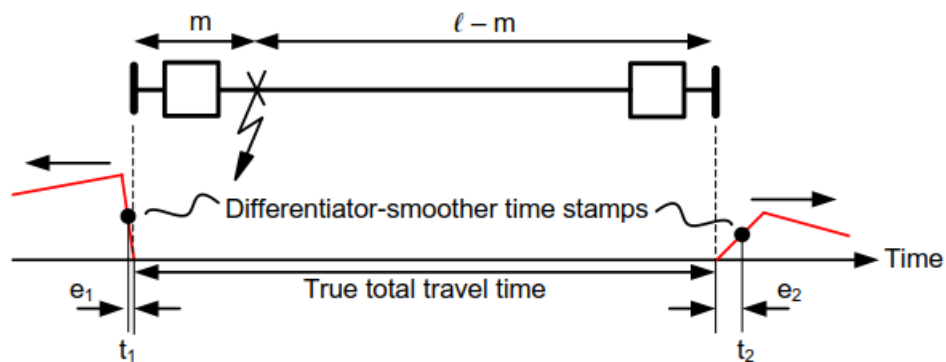 m
ℓ – m
Differentiator-smoother time stamps
Time
True total travel time
e₁
e₂
t₁
t₂